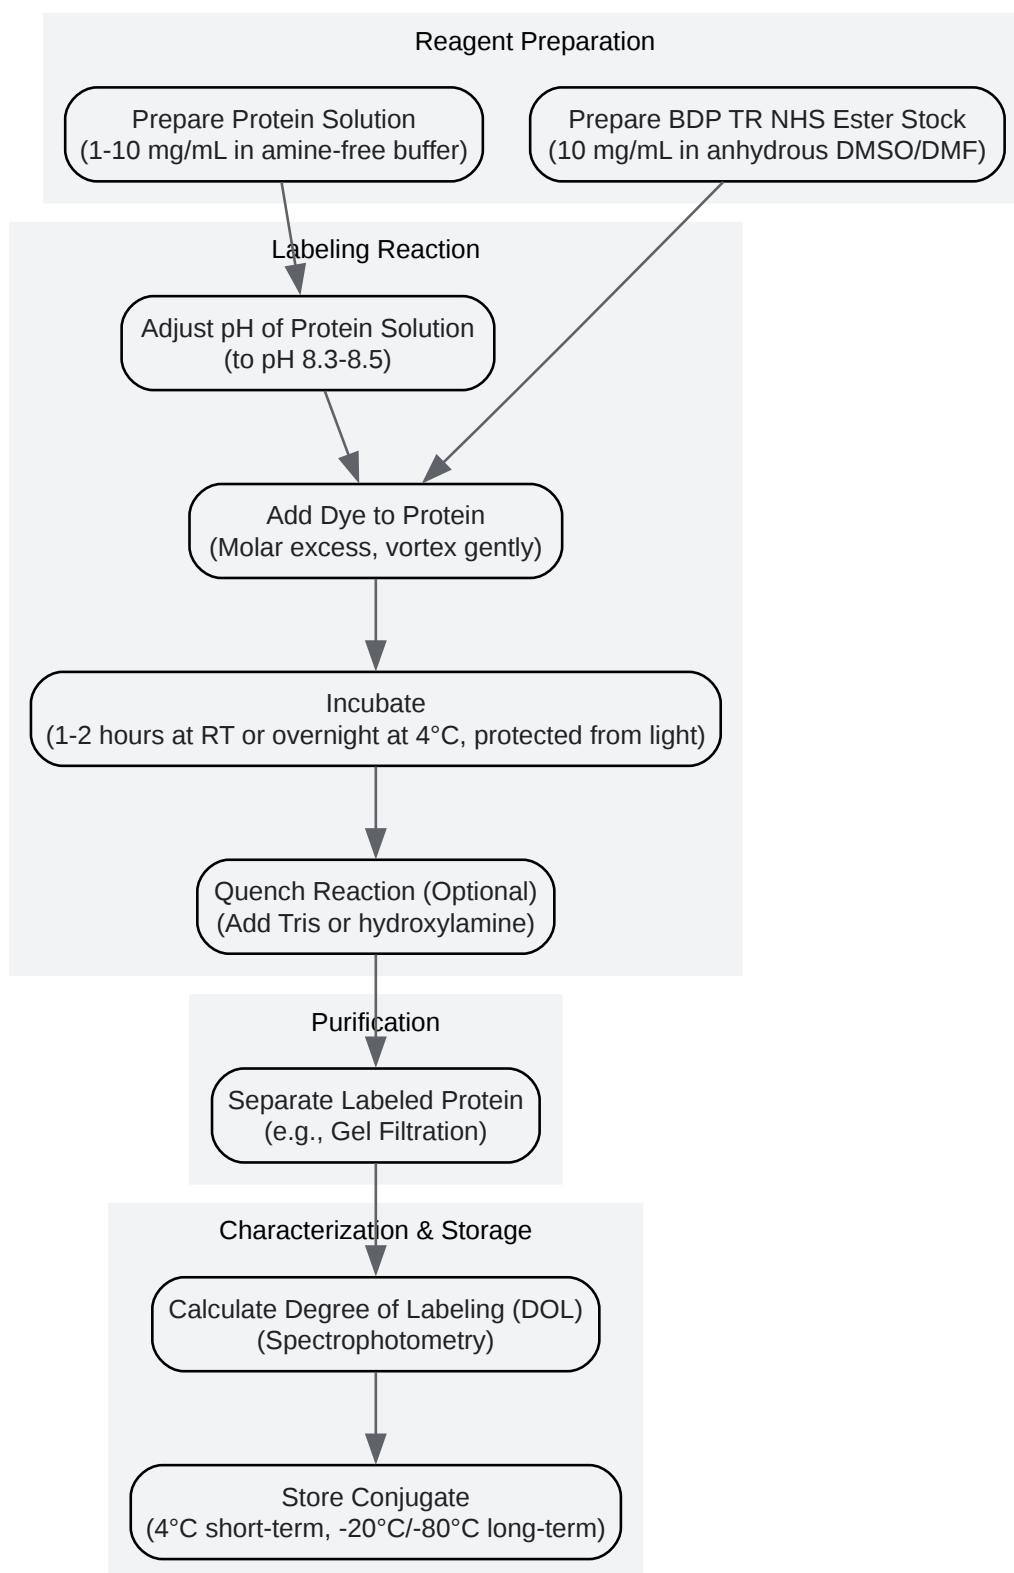 Reagent Preparation
Prepare Protein Solution
(1-10 mg/mL in amine-free buffer)
Prepare BDP TR NHS Ester Stock
(10 mg/mL in anhydrous DMSO/DMF)
Labeling Reaction
Adjust pH of Protein Solution
(to pH 8.3-8.5)
Add Dye to Protein
(Molar excess, vortex gently)
Incubate
(1-2 hours at RT or overnight at 4°C, protected from light)
Quench Reaction (Optional)
(Add Tris or hydroxylamine)
Purification
Separate Labeled Protein
(e.g., Gel Filtration)
Characterization & Storage
Calculate Degree of Labeling (DOL)
(Spectrophotometry)
Store Conjugate
(4°C short-term, -20°C/-80°C long-term)